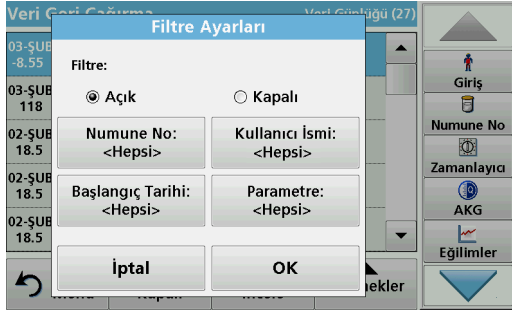 Veri Geri Çağırma
Veri Günlüğü (27)
Filtre Ayarları
03-ŞUB
-8.55
03-ŞUB
118
02-ŞUB
18.5
02-ŞUB
18.5
02-ŞUB
18.5
Filtre:
Açık
Kapalı
Numune No:
<Hepsi>
Kullanıcı İsmi:
<Hepsi>
Başlangıç Tarihi:
<Hepsi>
Parametre:
<Hepsi>
İptal
OK
Giriş
Numune No
Zamanlayıcı
AKG
Eğilimler